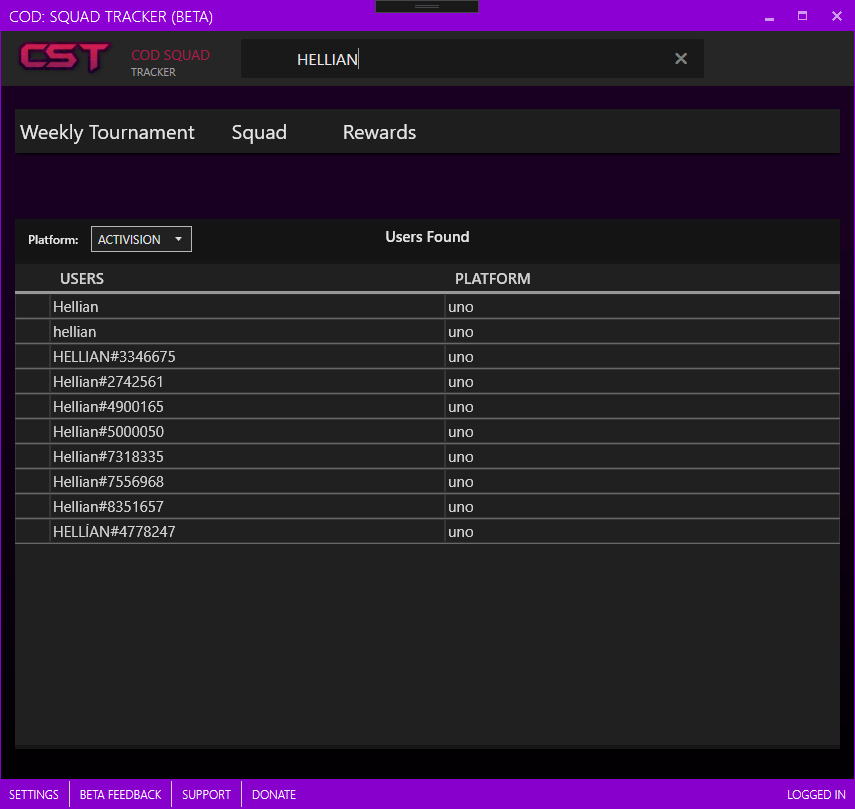 COD: SQUAD TRACKER (BETA)
CST
COD SQUAD
TRACKER
HELLIAN
Weekly Tournament Squad Rewards
Platform: ACTIVISION Users Found
USERS PLATFORM
Hellian uno
hellian uno
HELLIAN#3346675 uno
Hellian#2742561 uno
Hellian#4900165 uno
Hellian#5000050 uno
Hellian#7318335 uno
Hellian#7556968 uno
Hellian#8351657 uno
HELLÍAN#4778247 uno
SETTINGS BETA FEEDBACK SUPPORT DONATE LOGGED IN